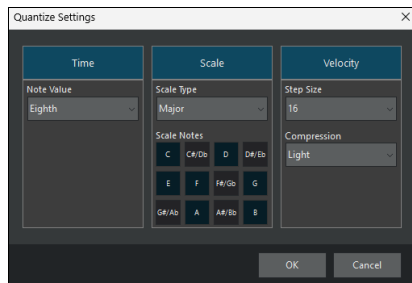 Quantize Settings
Time
Note Value
Eighth
Scale
Scale Type
Major
Scale Notes
C C#/Db D D#/Eb
E F F#/Gb G
G#/Ab A A#/Bb B
Velocity
Step Size
16
Compression
Light
OK Cancel